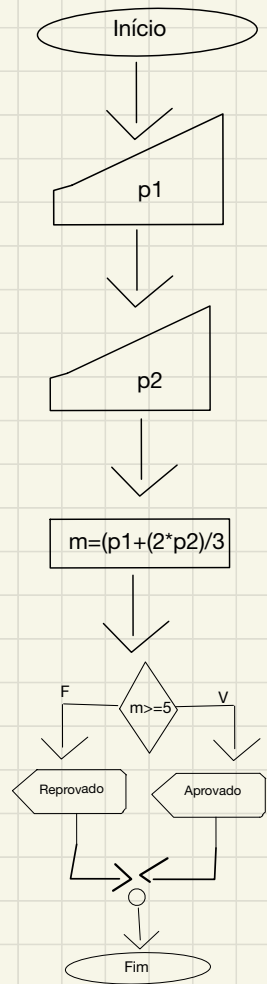 Início
p1
p2
m=(p1+(2*p2)/3
m>=5
F
V
Reprovado
Aprovado
Fim